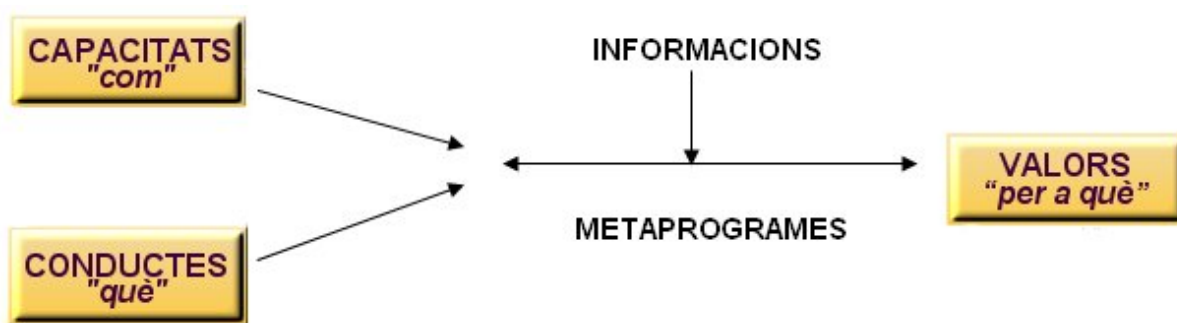 CAPACITATS
"com"
INFORMACIONS
VALORS
“per a què”
METAPROGRAMES
CONDUCTES
"què"